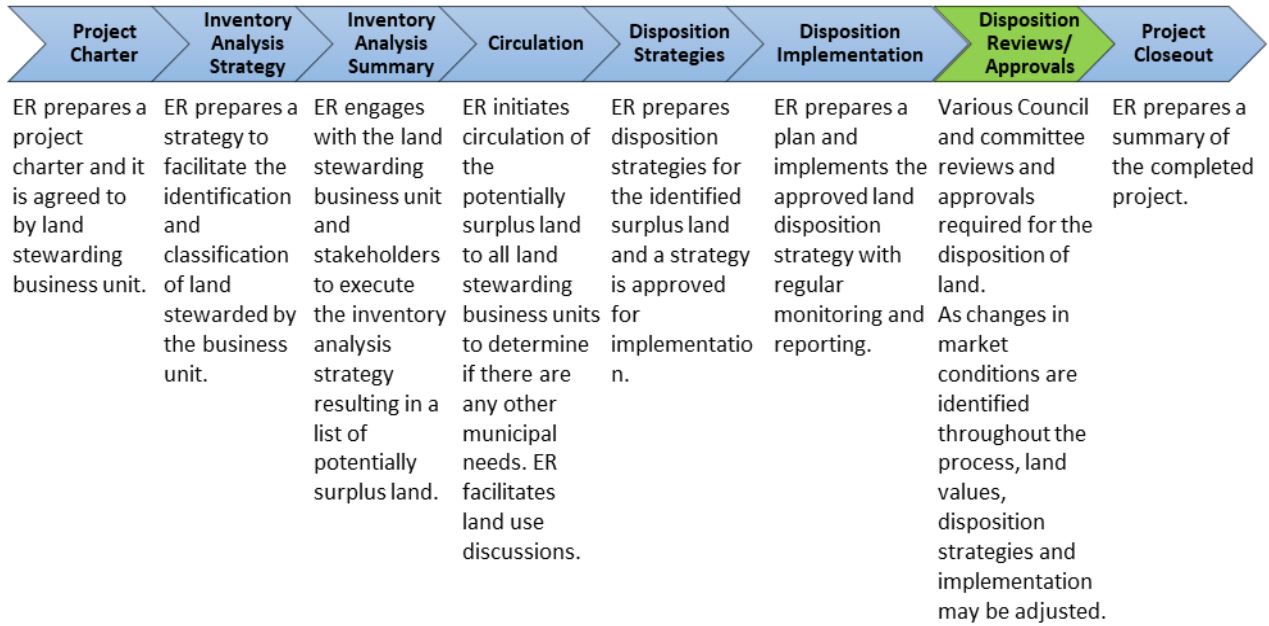 Project
Charter
Inventory
Analysis
Strategy
Inventory
Analysis
Summary
Circulation
Disposition
Strategies
Disposition
Implementation
Disposition
Reviews/
Approvals
Project
Closeout
ER prepares a
project
charter and it
is agreed to
by land
stewarding
business unit.
ER prepares a
strategy to
facilitate the
identification
and
classification
of land
stewarded by
the business
unit.
ER engages
with the land
stewarding
business unit
and
stakeholders
to execute
the inventory
analysis
strategy
resulting in a
list of
potentially
surplus land.
ER initiates
circulation of
the
potentially
surplus land
to all land
stewarding
business units
to determine
if there are
any other
municipal
needs. ER
facilitates
land use
discussions.
ER prepares
disposition
strategies for
the identified
surplus land
and a strategy
is approved
for
implementatio
n.
ER prepares a
plan and
implements the
approved land
disposition
strategy with
regular
monitoring and
reporting.
Various Council
and committee
reviews and
approvals
required for the
disposition of
land.
As changes in
market
conditions are
identified
throughout the
process, land
values,
disposition
strategies and
implementation
may be adjusted.
ER prepares a
summary of
the completed
project.